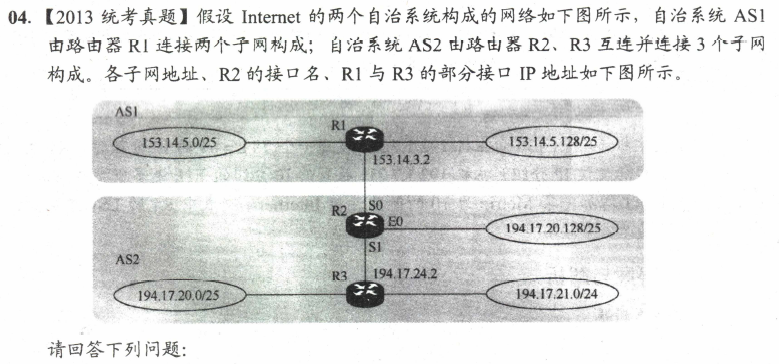 04. 【2013 统考真题】假设 Internet 的两个自治系统构成的网络如下图所示，自治系统 AS1
由路由器 R1 连接两个子网构成；自治系统 AS2 由路由器 R2、R3 互连并连接 3 个子网
构成。各子网地址、R2 的接口名、R1 与 R3 的部分接口 IP 地址如下图所示。
AS1
R1
153.14.5.0/25
153.14.5.128/25
153.14.3.2
R2
S0
E0
194.17.20.128/25
S1
AS2
R3
194.17.24.2
194.17.20.0/25
194.17.21.0/24
请回答下列问题：